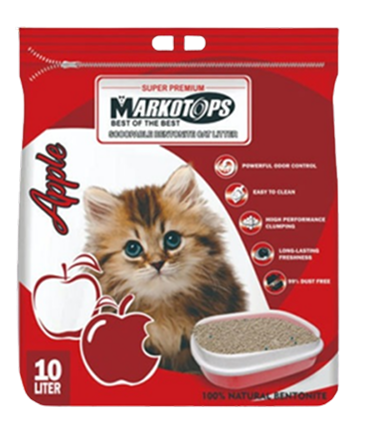 SUPER PREMIUM
MARKOTOPS
BEST OF THE BEST
SCOOPABLE BENTONITE CAT LITTER
Apple
POWERFUL ODOR CONTROL
EASY TO CLEAN
HIGH PERFORMANCE
CLUMPING
LONG-LASTING
FRESHNESS
99% DUST FREE
10
LITER
100% NATURAL BENTONITE